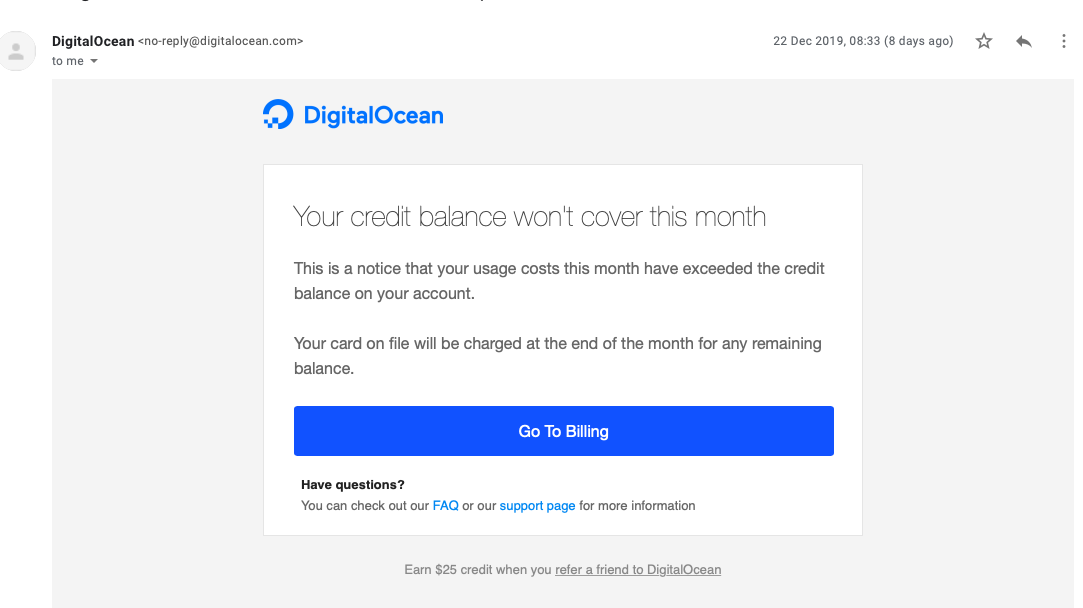 DigitalOcean <no-reply@digitalocean.com>
22 Dec 2019, 08:33 (8 days ago)
to me
DigitalOcean
Your credit balance won't cover this month
This is a notice that your usage costs this month have exceeded the credit
balance on your account.
Your card on file will be charged at the end of the month for any remaining
balance.
Go To Billing
Have questions?
You can check out our FAQ or our support page for more information
Earn $25 credit when you refer a friend to DigitalOcean